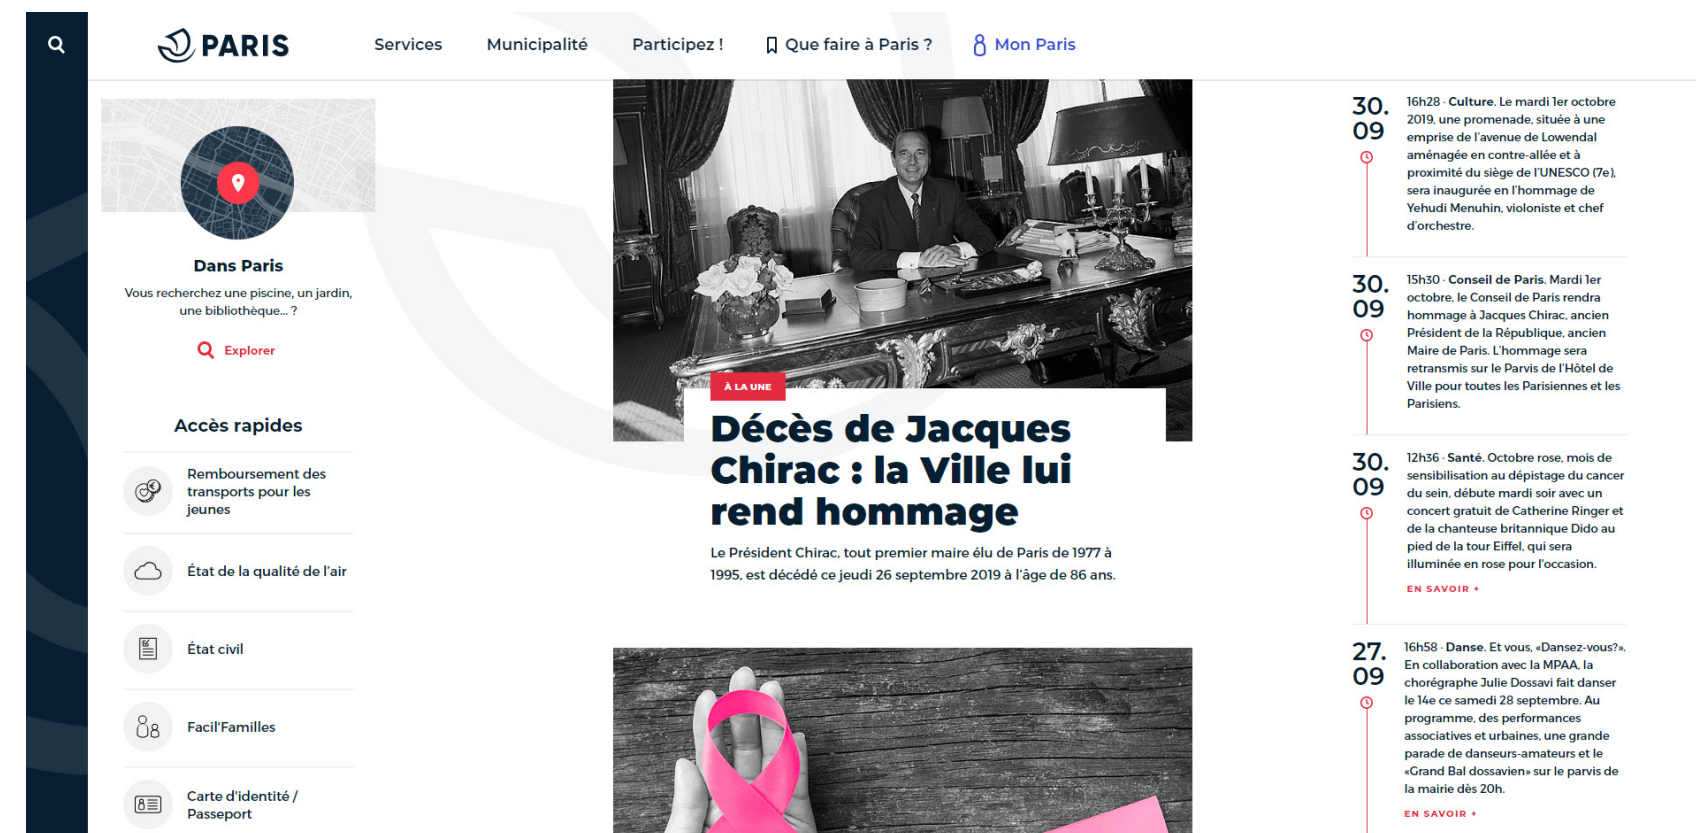 PARIS
Services
Municipalité
Participez !
Que faire à Paris ?
Mon Paris
Dans Paris
Vous recherchez une piscine, un jardin,
une bibliothèque... ?
Explorer
Accès rapides
Remboursement des
transports pour les
jeunes
État de la qualité de l'air
État civil
Facil'Familles
Carte d'identité /
Passeport
À LA UNE
Décès de Jacques
Chirac : la Ville lui
rend hommage
Le Président Chirac, tout premier maire élu de Paris de 1977 à
1995, est décédé ce jeudi 26 septembre 2019 à l'âge de 86 ans.
30.
09
16h28 · Culture. Le mardi 1er octobre
2019, une promenade, située à une
emprise de l'avenue de Lowendal
aménagée en contre-allée et à
proximité du siège de l'UNESCO (7e),
sera inaugurée en l'hommage de
Yehudi Menuhin, violoniste et chef
d'orchestre.
30.
09
15h30 · Conseil de Paris. Mardi 1er
octobre, le Conseil de Paris rendra
hommage à Jacques Chirac, ancien
Président de la République, ancien
Maire de Paris. L'hommage sera
retransmis sur le Parvis de l'Hôtel de
Ville pour toutes les Parisiennes et les
Parisiens.
30.
09
12h36 · Santé. Octobre rose, mois de
sensibilisation au dépistage du cancer
du sein, débute mardi soir avec un
concert gratuit de Catherine Ringer et
de la chanteuse britannique Dido au
pied de la tour Eiffel, qui sera
illuminée en rose pour l'occasion.
EN SAVOIR +
27.
09
16h58 · Danse. Et vous, «Dansez-vous?».
En collaboration avec la MPAA, la
chorégraphe Julie Dossavi fait danser
le 14e ce samedi 28 septembre. Au
programme, des performances
associatives et urbaines, une grande
parade de danseurs-amateurs et le
«Grand Bal dossavien» sur le parvis de
la mairie dès 20h.
EN SAVOIR +